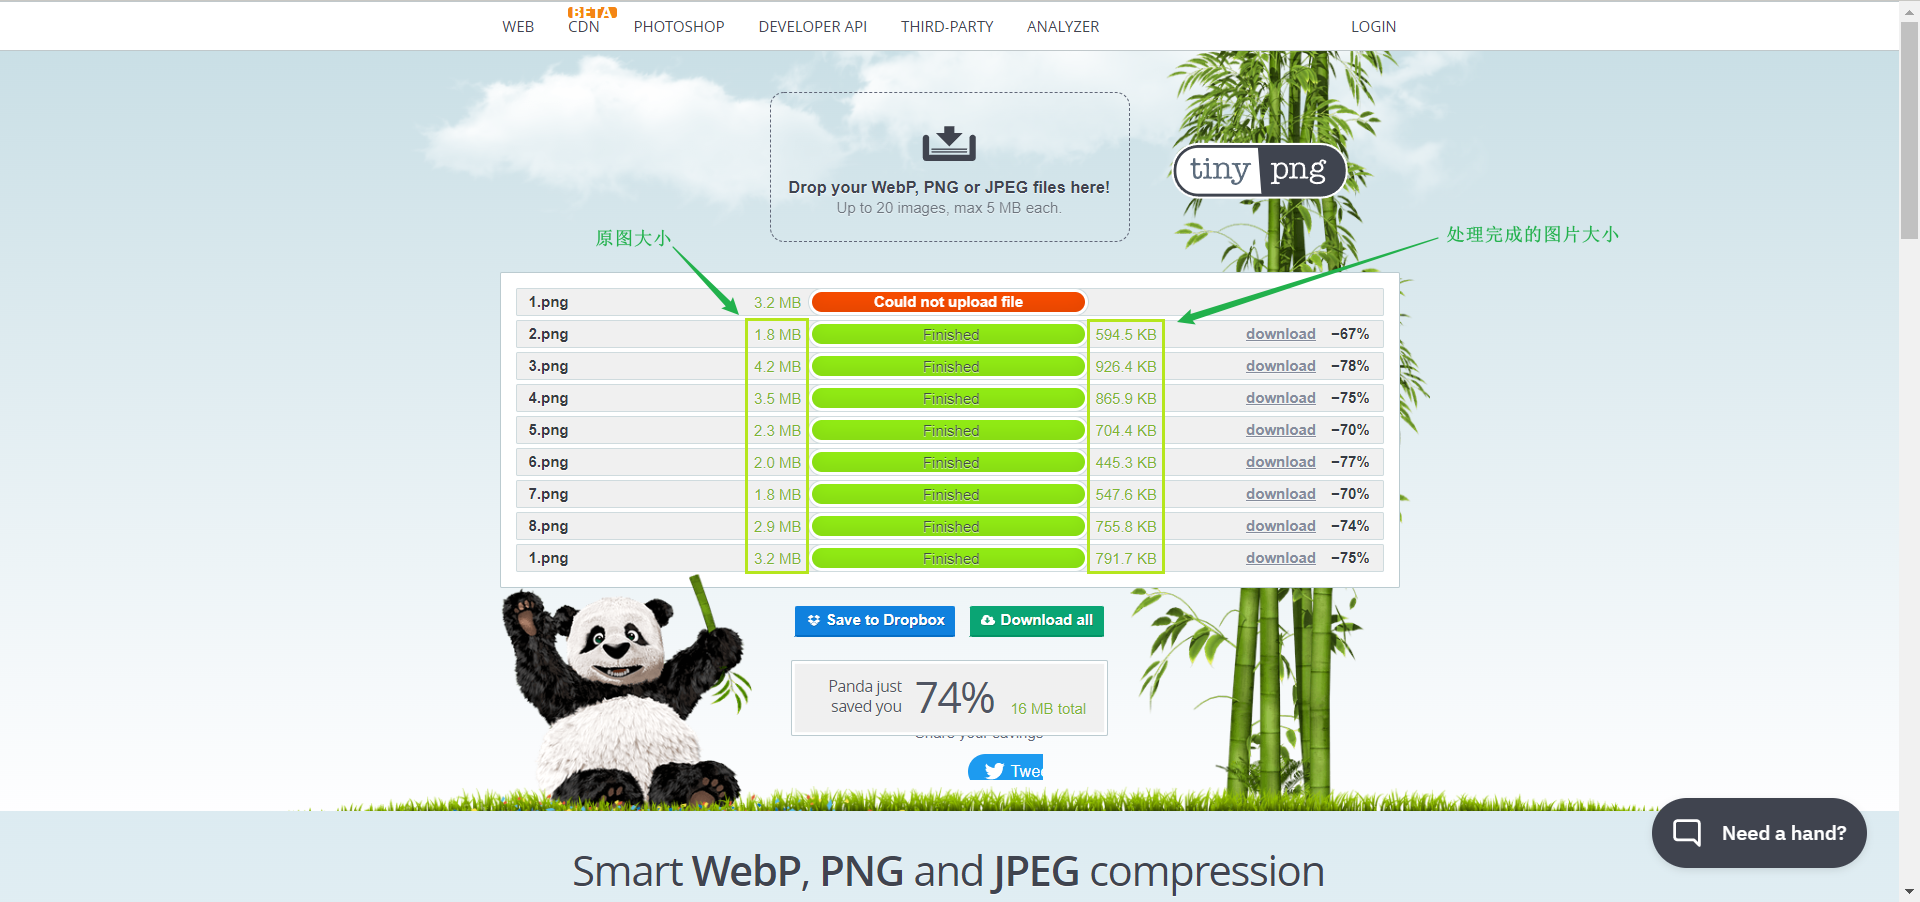 WEB CDN BETA PHOTOSHOP DEVELOPER API THIRD-PARTY ANALYZER LOGIN
Drop your WebP, PNG or JPEG files here!
Up to 20 images, max 5 MB each.
tiny png
原图大小
处理完成的图片大小
1.png 3.2 MB Could not upload file
2.png 1.8 MB Finished 594.5 KB download −67%
3.png 4.2 MB Finished 926.4 KB download −78%
4.png 3.5 MB Finished 865.9 KB download −75%
5.png 2.3 MB Finished 704.4 KB download −70%
6.png 2.0 MB Finished 445.3 KB download −77%
7.png 1.8 MB Finished 547.6 KB download −70%
8.png 2.9 MB Finished 755.8 KB download −74%
1.png 3.2 MB Finished 791.7 KB download −75%
Save to Dropbox Download all
Panda just
saved you 74% 16 MB total
Share your savings
Twee
Need a hand?
Smart WebP, PNG and JPEG compression